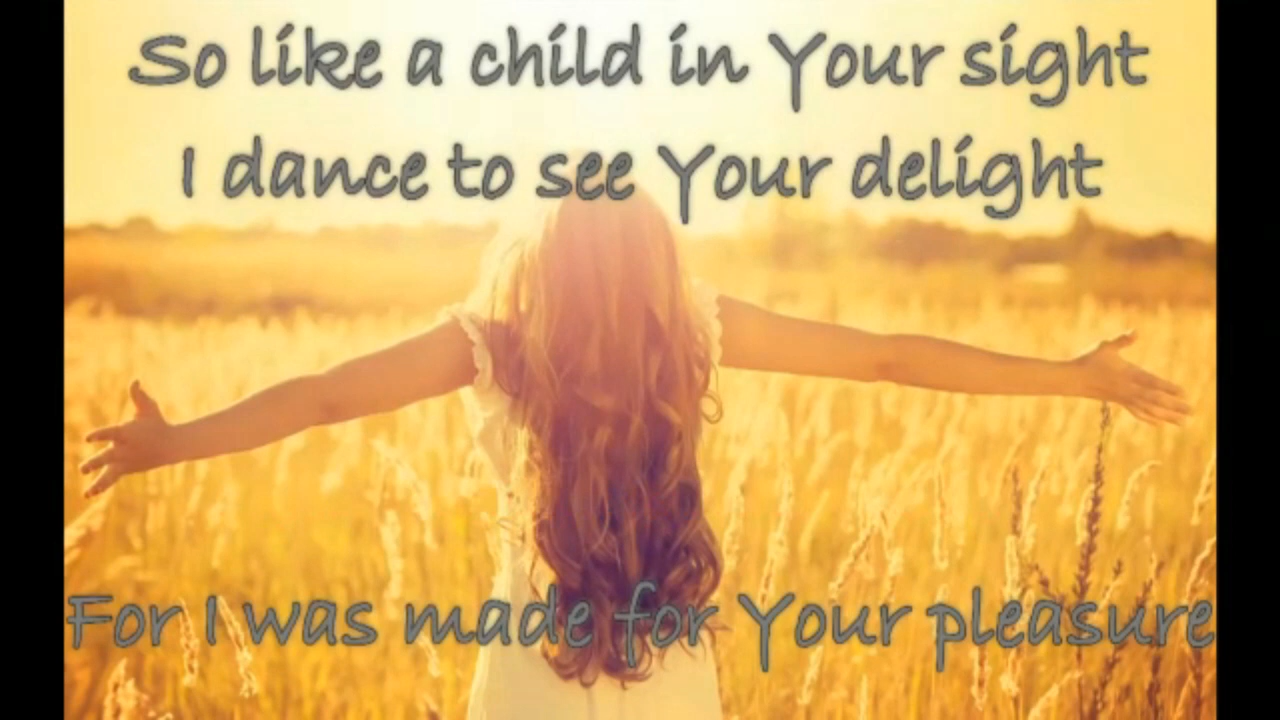 So like a child in Your sight
I dance to see Your delight
For I was made for Your pleasure